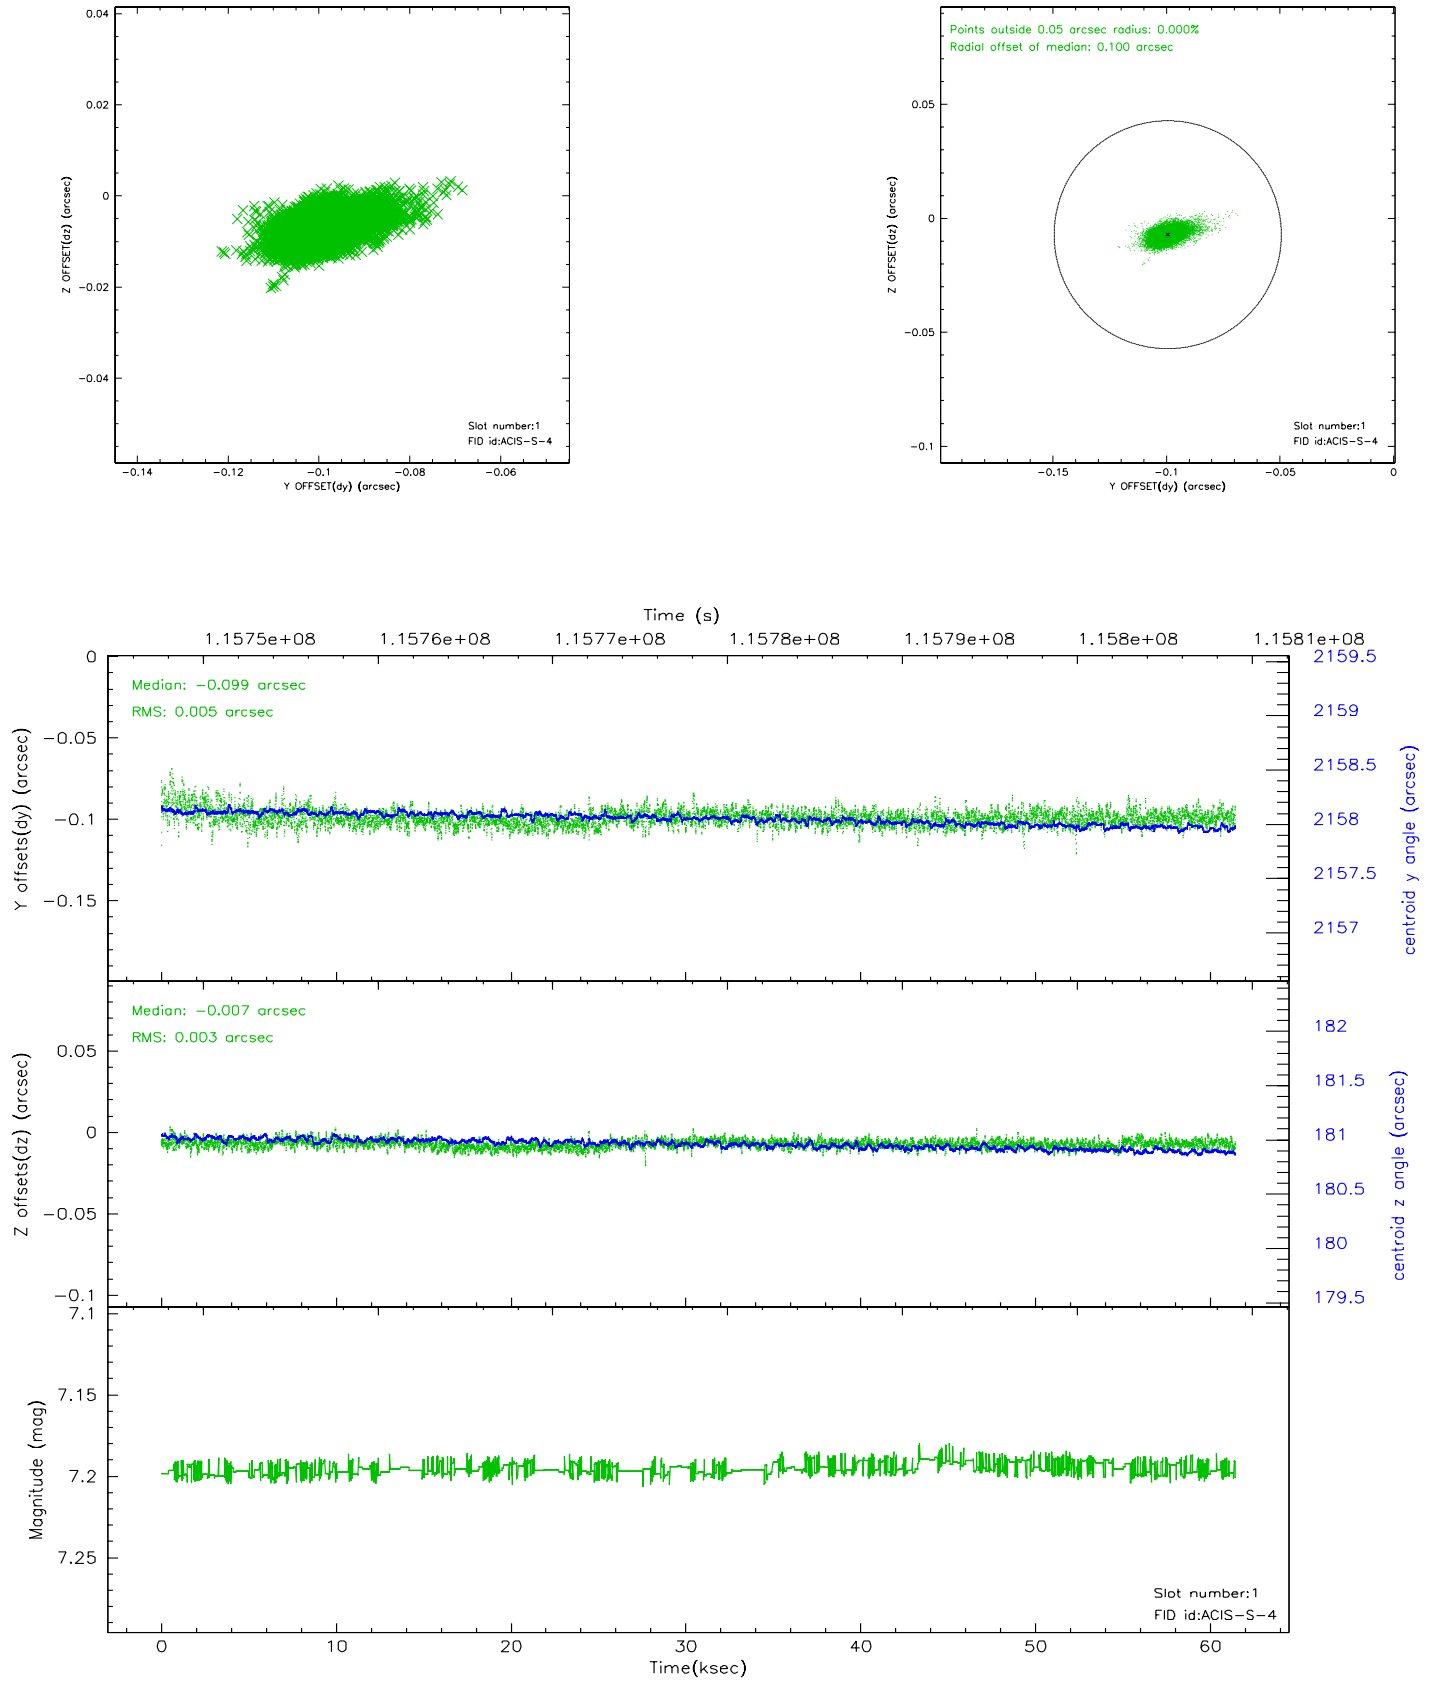 0.04
0.02
0
−0.02
−0.04
Z OFFSET(dz) (arcsec)
Slot number:1
FID id:ACIS−S−4
−0.14
−0.12
−0.1
−0.08
−0.06
Y OFFSET(dy) (arcsec)
Points outside 0.05 arcsec radius: 0.000%
Radial offset of median: 0.100 arcsec
0.05
0
−0.05
−0.1
Z OFFSET(dz) (arcsec)
Slot number:1
FID id:ACIS−S−4
−0.15
−0.1
−0.05
0
Y OFFSET(dy) (arcsec)
Time (s)
1.1575e+08
1.1576e+08
1.1577e+08
1.1578e+08
1.1579e+08
1.158e+08
1.1581e+08
0
−0.05
−0.1
−0.15
Y offsets(dy) (arcsec)
Median: −0.099 arcsec
RMS: 0.005 arcsec
2159.5
2159
2158.5
2158
2157.5
2157
centroid y angle (arcsec)
0.05
0
−0.05
−0.1
Z offsets(dz) (arcsec)
Median: −0.007 arcsec
RMS: 0.003 arcsec
182
181.5
181
180.5
180
179.5
centroid z angle (arcsec)
7.1
7.15
7.2
7.25
Magnitude (mag)
Slot number:1
FID id:ACIS−S−4
0
10
20
30
40
50
60
Time(ksec)